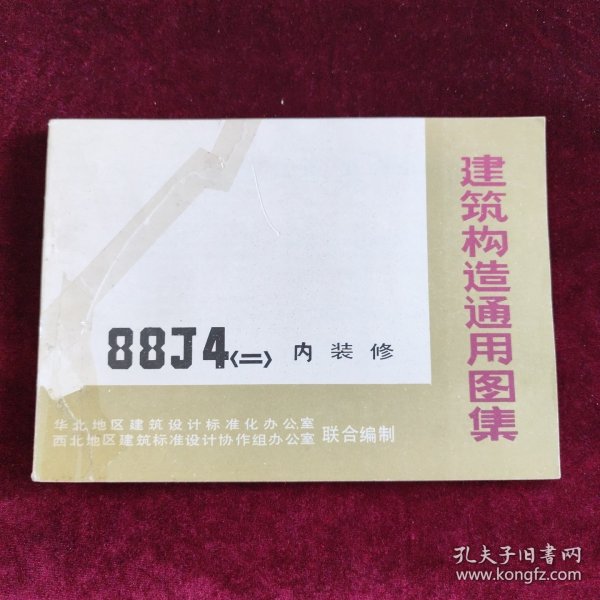 建筑构造通用图集
88J4〈二〉 内装修
华北地区建筑设计标准化办公室
西北地区建筑标准设计协作组办公室
联合编制
孔夫子旧书网
www.kongfz.com